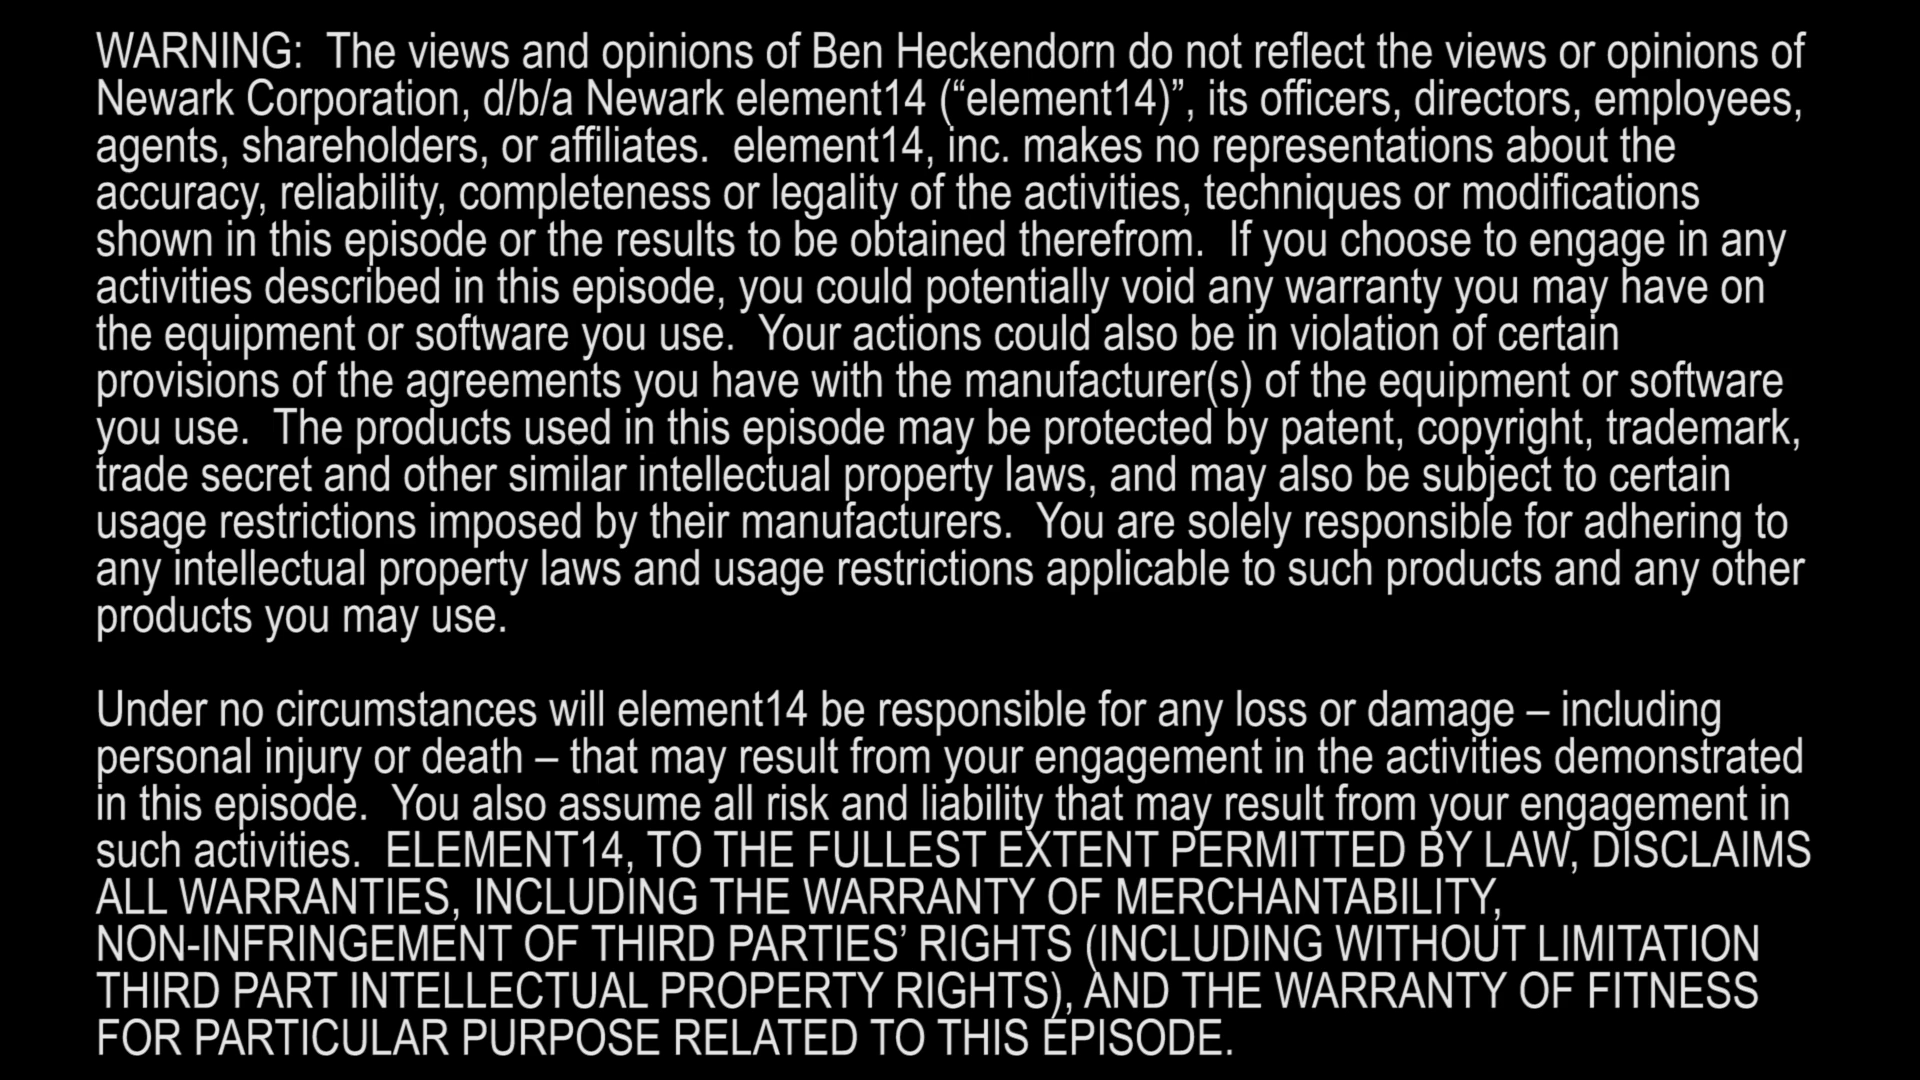 WARNING:  The views and opinions of Ben Heckendorn do not reflect the views or opinions of
Newark Corporation, d/b/a Newark element14 (“element14)”, its officers, directors, employees,
agents, shareholders, or affiliates.  element14, inc. makes no representations about the
accuracy, reliability, completeness or legality of the activities, techniques or modifications
shown in this episode or the results to be obtained therefrom.  If you choose to engage in any
activities described in this episode, you could potentially void any warranty you may have on
the equipment or software you use.  Your actions could also be in violation of certain
provisions of the agreements you have with the manufacturer(s) of the equipment or software
you use.  The products used in this episode may be protected by patent, copyright, trademark,
trade secret and other similar intellectual property laws, and may also be subject to certain
usage restrictions imposed by their manufacturers.  You are solely responsible for adhering to
any intellectual property laws and usage restrictions applicable to such products and any other
products you may use.

Under no circumstances will element14 be responsible for any loss or damage – including
personal injury or death – that may result from your engagement in the activities demonstrated
in this episode.  You also assume all risk and liability that may result from your engagement in
such activities.  ELEMENT14, TO THE FULLEST EXTENT PERMITTED BY LAW, DISCLAIMS
ALL WARRANTIES, INCLUDING THE WARRANTY OF MERCHANTABILITY,
NON-INFRINGEMENT OF THIRD PARTIES’ RIGHTS (INCLUDING WITHOUT LIMITATION
THIRD PART INTELLECTUAL PROPERTY RIGHTS), AND THE WARRANTY OF FITNESS
FOR PARTICULAR PURPOSE RELATED TO THIS EPISODE.